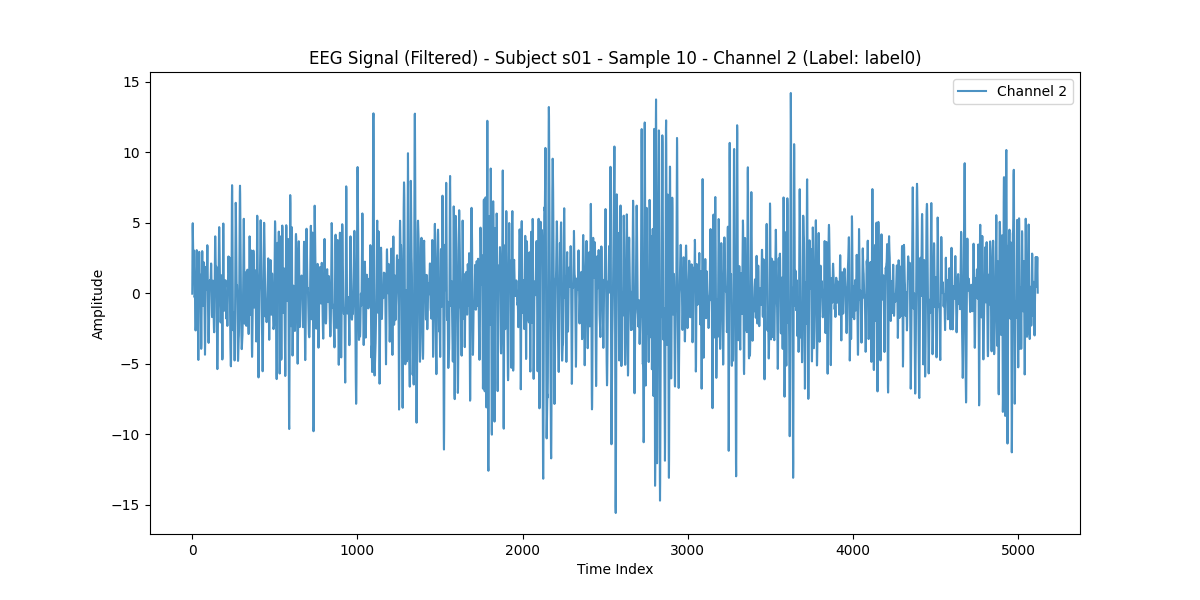 EEG Signal (Filtered) - Subject s01 - Sample 10 - Channel 2 (Label: label0)
Channel 2
15
10
5
0
−5
−10
−15
Amplitude
0 1000 2000 3000 4000 5000
Time Index